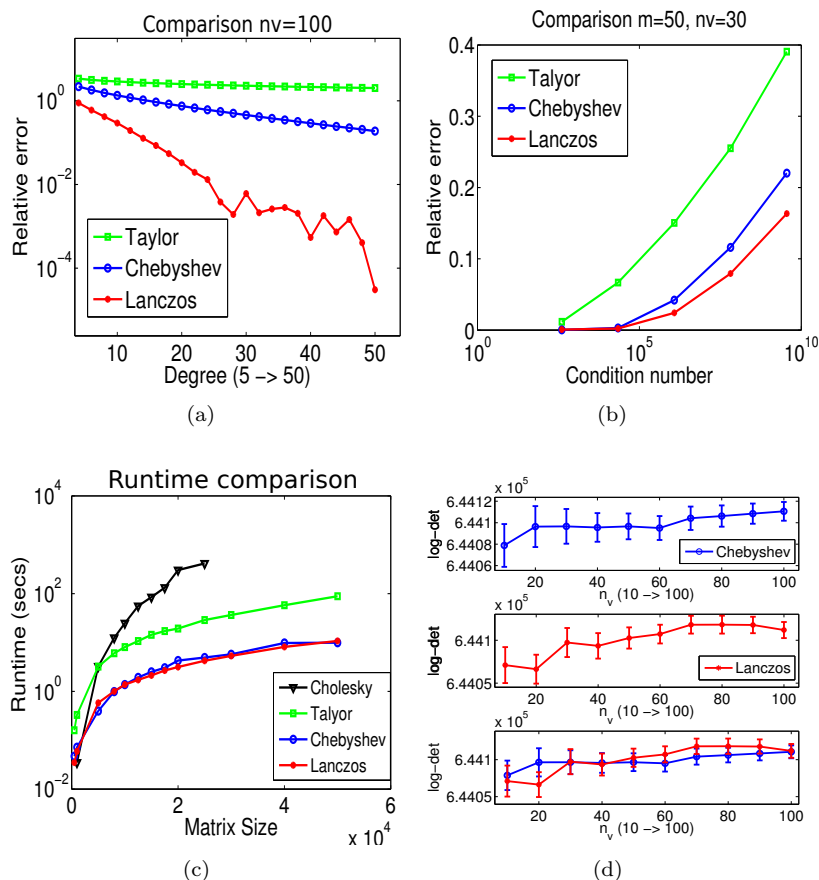 Comparison nv=100
Relative error
10^0
10^-2
10^-4
Taylor
Chebyshev
Lanczos
10 20 30 40 50
Degree (5 -> 50)
(a)
Comparison m=50, nv=30
Relative error
0.4
0.3
0.2
0.1
0
Talyor
Chebyshev
Lanczos
10^0 10^5 10^10
Condition number
(b)
Runtime comparison
Runtime (secs)
10^4
10^2
10^0
10^-2
Cholesky
Talyor
Chebyshev
Lanczos
0 2 4 6
Matrix Size
x 10^4
(c)
x 10^5
log-det
6.4412
6.441
6.4408
6.4406
Chebyshev
20 40 60 80 100
n_v (10 -> 100)
x 10^5
log-det
6.441
6.4405
Lanczos
20 40 60 80 100
n_v (10 -> 100)
x 10^5
log-det
6.441
6.4405
20 40 60 80 100
n_v (10 -> 100)
(d)